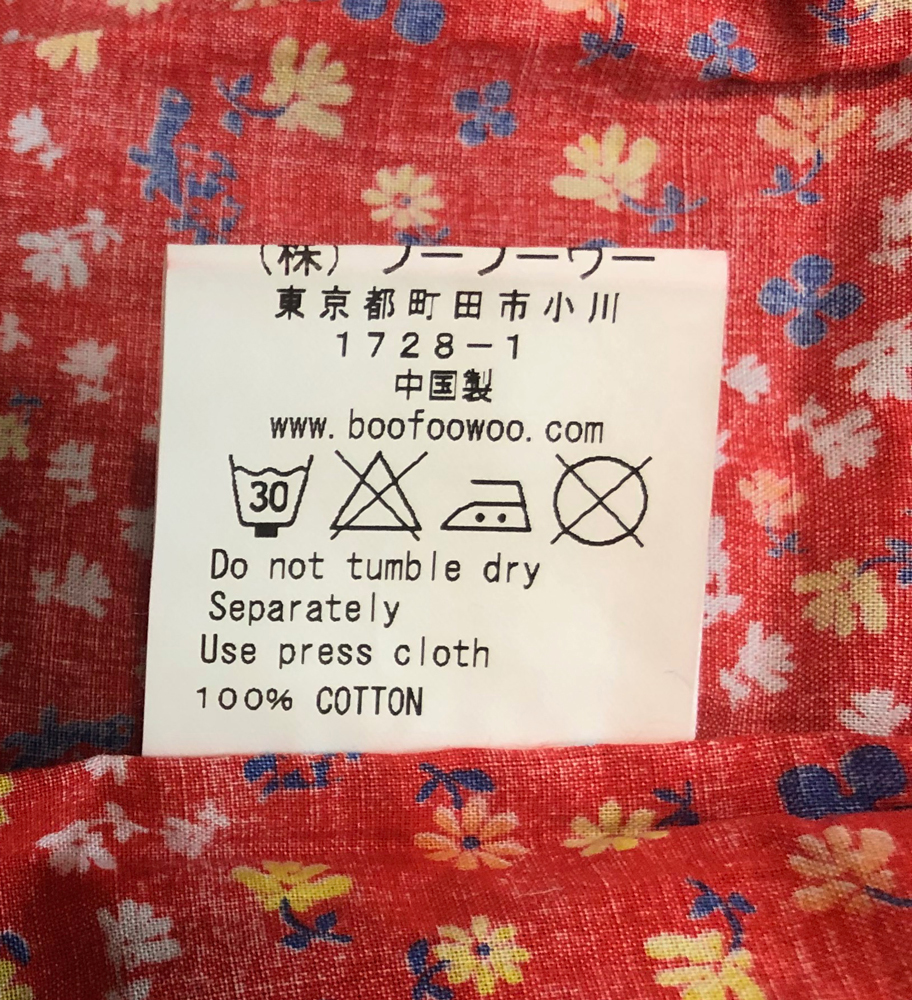 （株） ブーフーウー
東京都町田市小川
1728－1
中国製
www.boofoowoo.com
30
Do not tumble dry
Separately
Use press cloth
100% COTTON